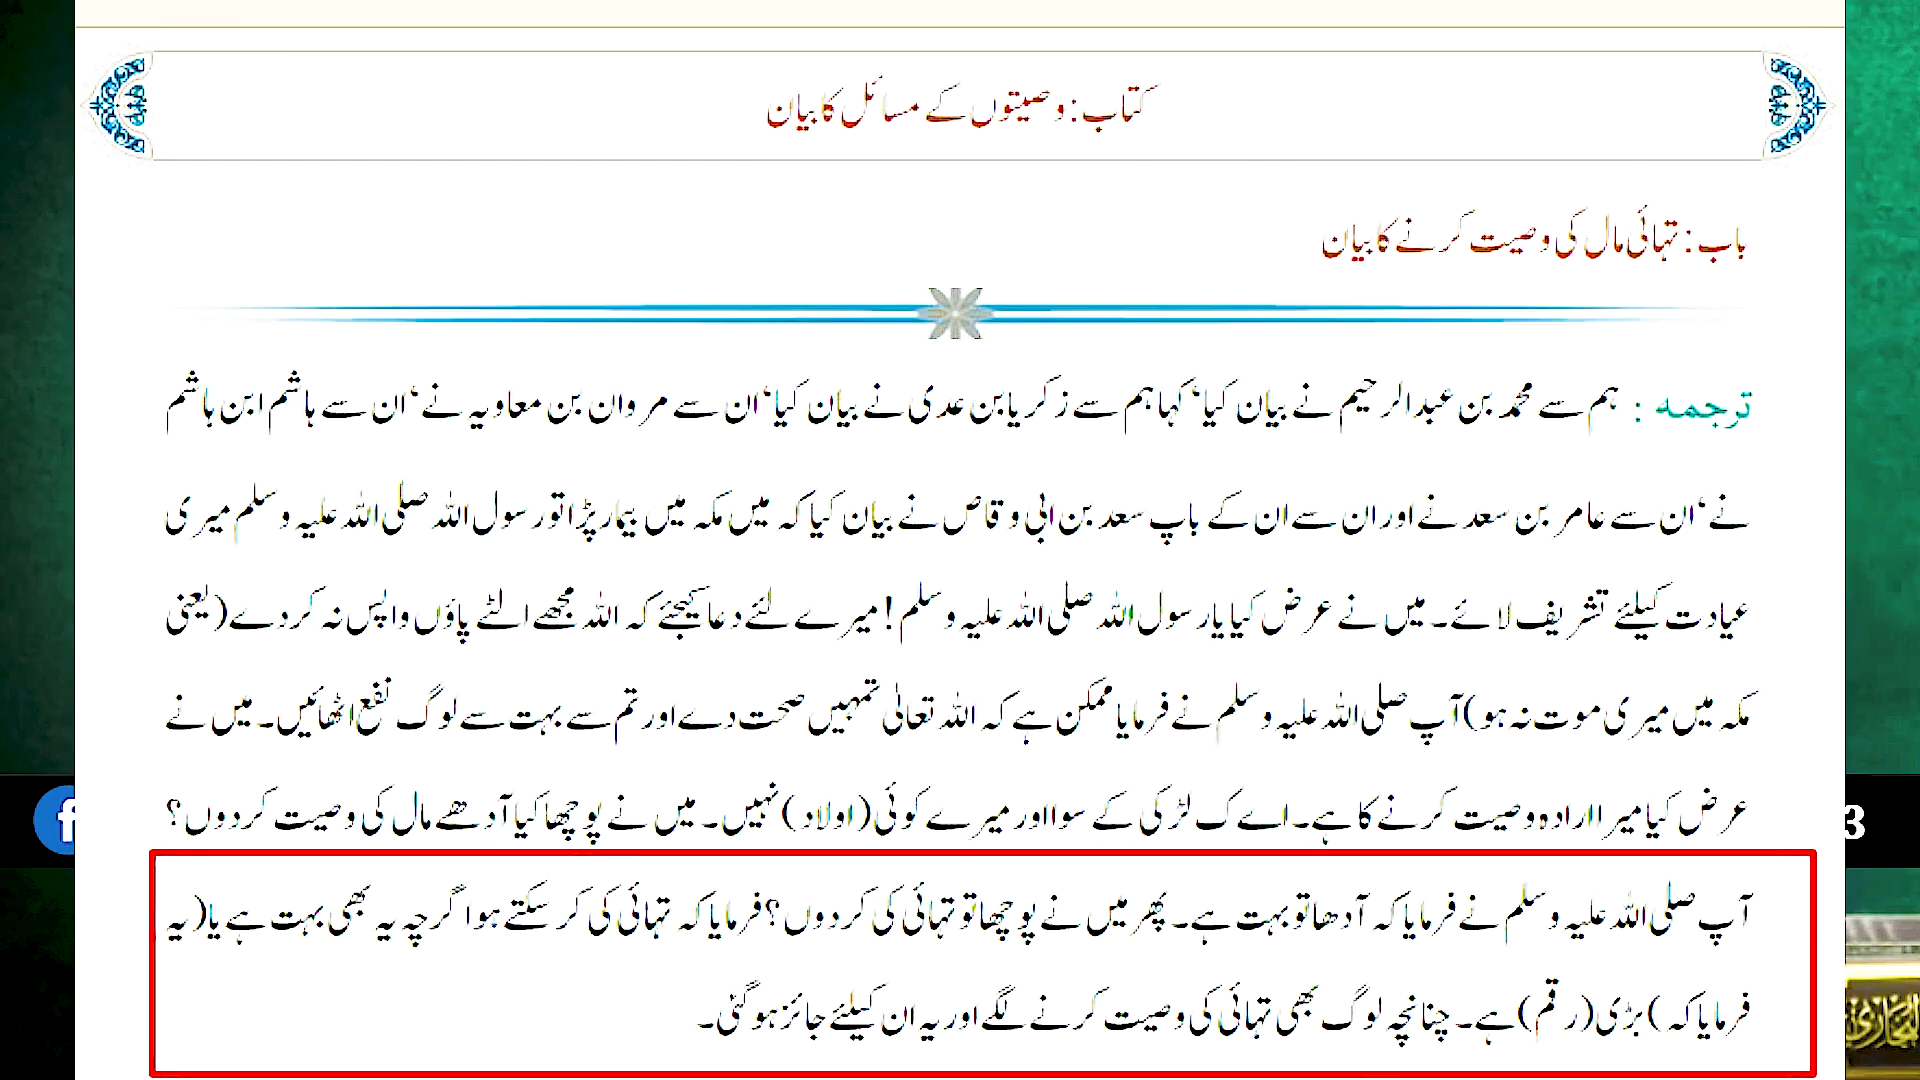 کتاب: وصیتوں کے مسائل کا بیان
باب: تہائی مال کی وصیت کرنے کا بیان
ترجمہ : ہم سے محمد بن عبدالرحیم نے بیان کیا‘ کہا ہم سے زکریا بن عدی نے بیان کیا‘ ان سے مروان بن معاویہ نے‘ ان سے ہاشم ابن ہاشم
نے‘ ان سے عامر بن سعد نے اور ان سے ان کے باپ سعد بن ابی وقاص نے بیان کیا کہ میں مکہ میں بیمار پڑا تو رسول اللہ صلی اللہ علیہ وسلم میری
عیادت کیلئے تشریف لائے۔ میں نے عرض کیا یا رسول اللہ صلی اللہ علیہ وسلم! میرے لئے دعا کیجئے کہ اللہ مجھے الٹے پاؤں واپس نہ کر دے (یعنی
مکہ میں میری موت نہ ہو) آپ صلی اللہ علیہ وسلم نے فرمایا ممکن ہے کہ اللہ تعالیٰ تمہیں صحت دے اور تم سے بہت سے لوگ نفع اٹھائیں۔ میں نے
عرض کیا میرا ارادہ وصیت کرنے کا ہے۔ اے ک لڑکی کے سوا اور میرے کوئی (اولاد) نہیں۔ میں نے پوچھا کیا آدھے مال کی وصیت کر دوں؟
آپ صلی اللہ علیہ وسلم نے فرمایا کہ آدھا تو بہت ہے۔ پھر میں نے پوچھا تو تہائی کی کر دوں؟ فرمایا کہ تہائی کی کر سکتے ہو اگرچہ یہ بھی بہت ہے یا (یہ
فرمایا کہ) بڑی (رقم) ہے۔ چنانچہ لوگ بھی تہائی کی وصیت کرنے لگے اور یہ ان کیلئے جائز ہو گئی۔
f
3
البخاری